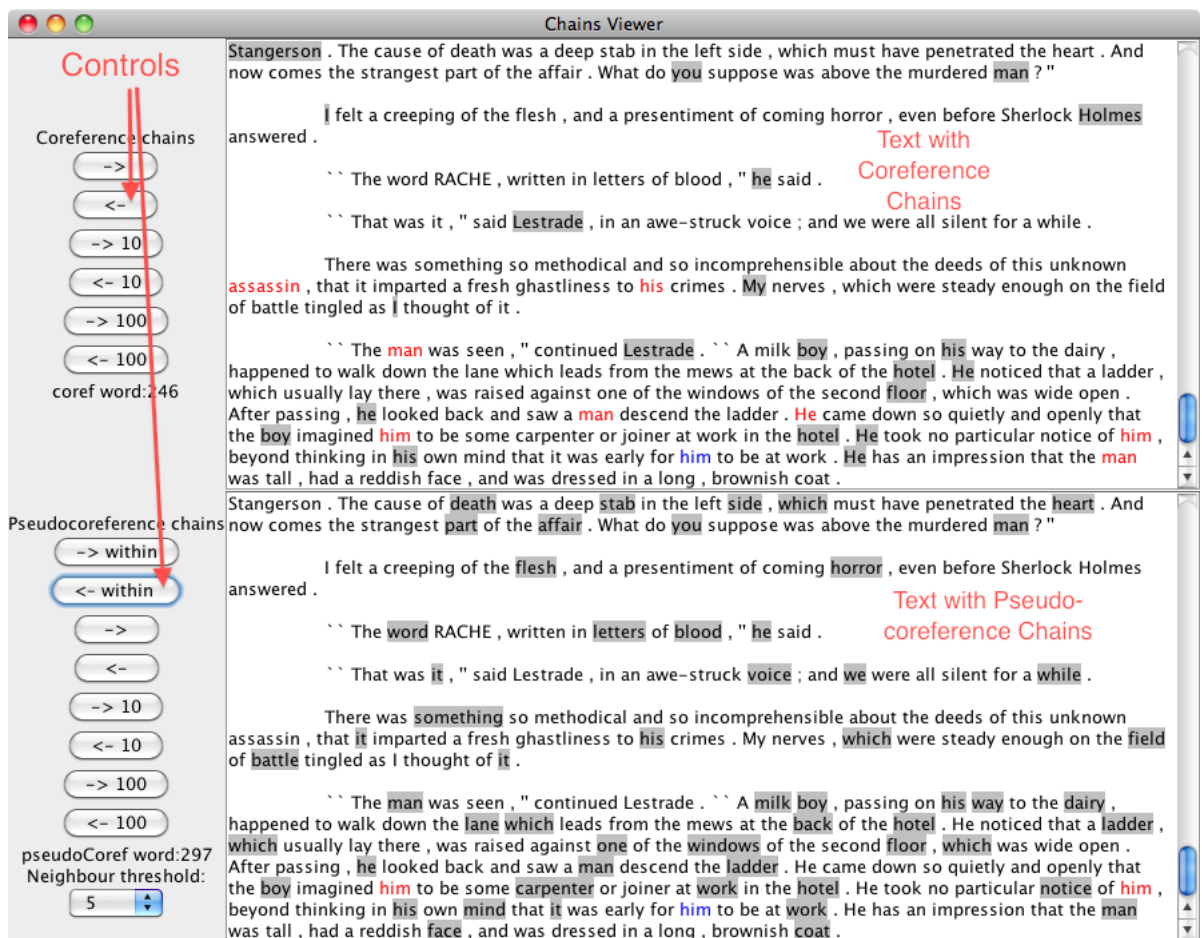 Chains Viewer
Controls
Coreference chains
->
<-
-> 10
<- 10
-> 100
<- 100
coref word:246
Stangerson . The cause of death was a deep stab in the left side , which must have penetrated the heart . And
now comes the strangest part of the affair . What do you suppose was above the murdered man ? "
I felt a creeping of the flesh , and a presentiment of coming horror , even before Sherlock Holmes
answered .
Text with
Coreference
Chains
` ` The word RACHE , written in letters of blood , " he said .
` ` That was it , " said Lestrade , in an awe-struck voice ; and we were all silent for a while .
There was something so methodical and so incomprehensible about the deeds of this unknown
assassin , that it imparted a fresh ghastliness to his crimes . My nerves , which were steady enough on the field
of battle tingled as I thought of it .
` ` The man was seen , " continued Lestrade . ` ` A milk boy , passing on his way to the dairy ,
happened to walk down the lane which leads from the mews at the back of the hotel . He noticed that a ladder ,
which usually lay there , was raised against one of the windows of the second floor , which was wide open .
After passing , he looked back and saw a man descend the ladder . He came down so quietly and openly that
the boy imagined him to be some carpenter or joiner at work in the hotel . He took no particular notice of him ,
beyond thinking in his own mind that it was early for him to be at work . He has an impression that the man
was tall , had a reddish face , and was dressed in a long , brownish coat .
Pseudocoreference chains
-> within
<- within
->
<-
-> 10
<- 10
-> 100
<- 100
pseudoCoref word:297
Neighbour threshold:
5
Stangerson . The cause of death was a deep stab in the left side , which must have penetrated the heart . And
now comes the strangest part of the affair . What do you suppose was above the murdered man ? "
I felt a creeping of the flesh , and a presentiment of coming horror , even before Sherlock Holmes
answered .
Text with Pseudo-
coreference Chains
` ` The word RACHE , written in letters of blood , " he said .
` ` That was it , " said Lestrade , in an awe-struck voice ; and we were all silent for a while .
There was something so methodical and so incomprehensible about the deeds of this unknown
assassin , that it imparted a fresh ghastliness to his crimes . My nerves , which were steady enough on the field
of battle tingled as I thought of it .
` ` The man was seen , " continued Lestrade . ` ` A milk boy , passing on his way to the dairy ,
happened to walk down the lane which leads from the mews at the back of the hotel . He noticed that a ladder ,
which usually lay there , was raised against one of the windows of the second floor , which was wide open .
After passing , he looked back and saw a man descend the ladder . He came down so quietly and openly that
the boy imagined him to be some carpenter or joiner at work in the hotel . He took no particular notice of him ,
beyond thinking in his own mind that it was early for him to be at work . He has an impression that the man
was tall , had a reddish face , and was dressed in a long , brownish coat .